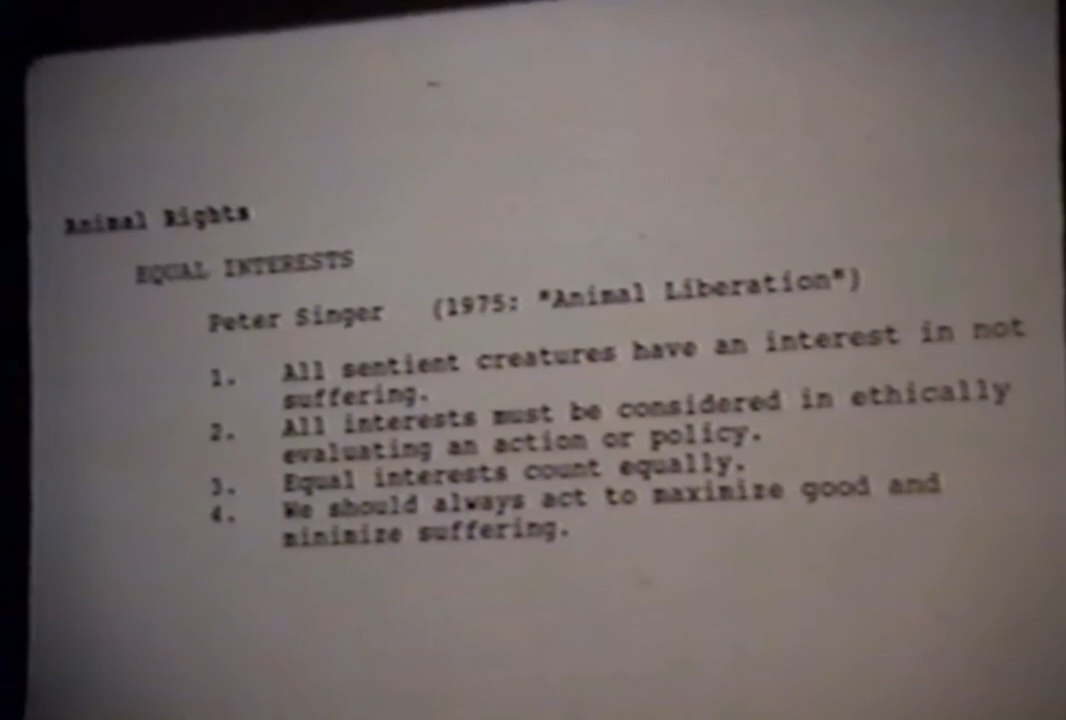 Animal Rights
EQUAL INTERESTS
Peter Singer (1975: "Animal Liberation")
1. All sentient creatures have an interest in not
suffering.
2. All interests must be considered in ethically
evaluating an action or policy.
3. Equal interests count equally.
4. We should always act to maximize good and
minimize suffering.